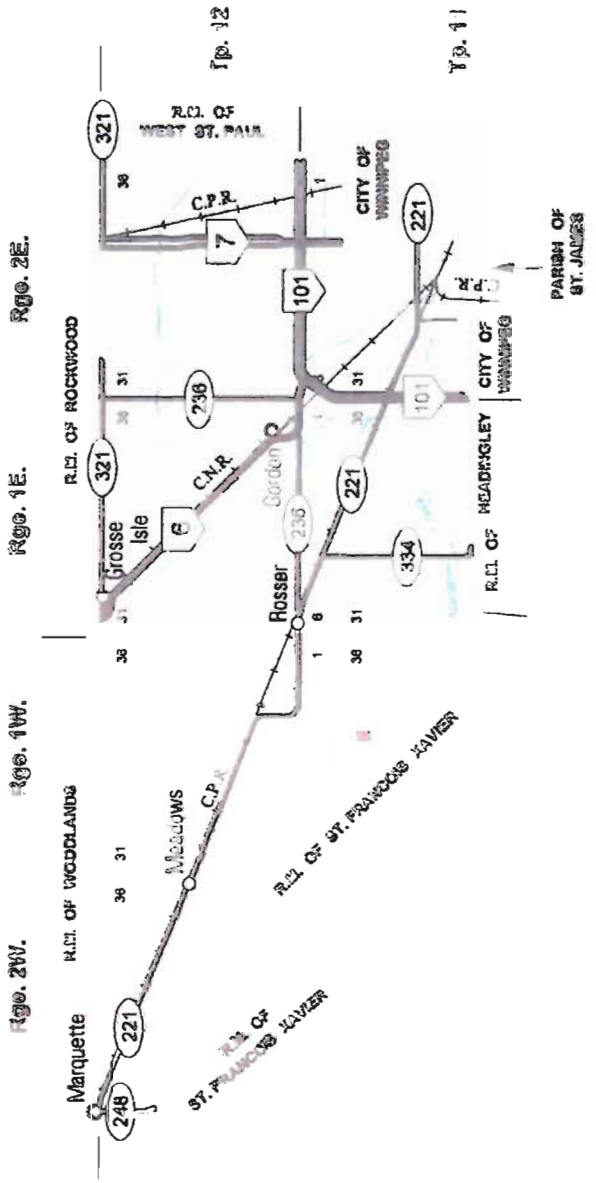 Rge. 2W.
Rge. 1W.
Rge. 1E.
Rge. 2E.
R.M. OF WOODLANDS
R.M. OF ROCKWOOD
R.M. OF
WEST ST. PAUL
Tp. 12
Tp. 11
Marquette
248
221
36
31
Meadows
C.P.R.
36
31
Grosse
Isle
321
6
C.N.R.
36
31
236
321
36
7
C.P.R.
1
101
CITY OF
WINNIPEG
Gordon
236
Rosser
1
6
36
31
221
334
36
31
101
221
C.P.R.
R.M. OF
ST. FRANCOIS XAVIER
R.M. OF ST. FRANCOIS XAVIER
R.M. OF HEADINGLEY
CITY OF
WINNIPEG
PARISH OF
ST. JAMES